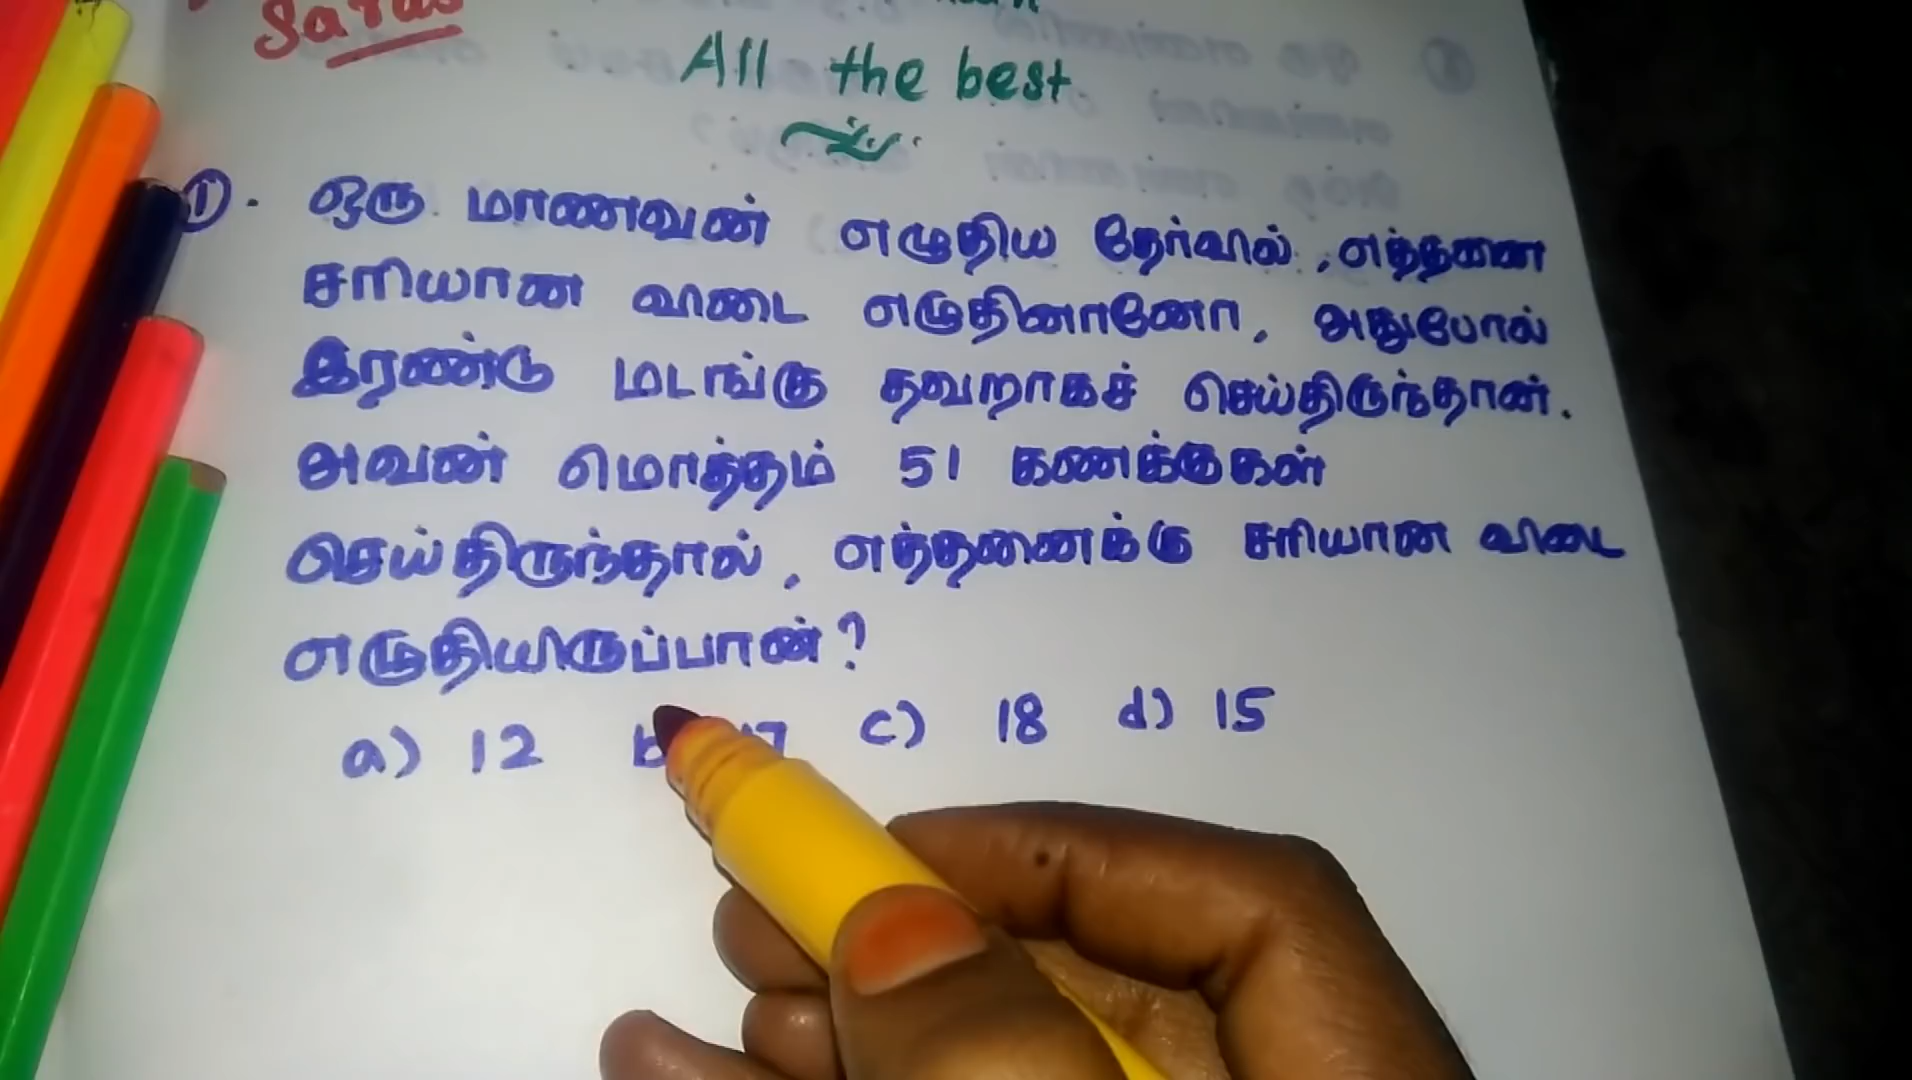 All the best
①. ஒரு மாணவன் எழுதிய தேர்வில், எத்தனை
சரியான விடை எழுதினானோ, அதுபோல்
இரண்டு மடங்கு தவறாகச் செய்திருந்தான்.
அவன் மொத்தம் 51 கணக்குகள்
செய்திருந்தால், எத்தனைக்கு சரியான விடை
எழுதியிருப்பான்?
a) 12 b) 17 c) 18 d) 15